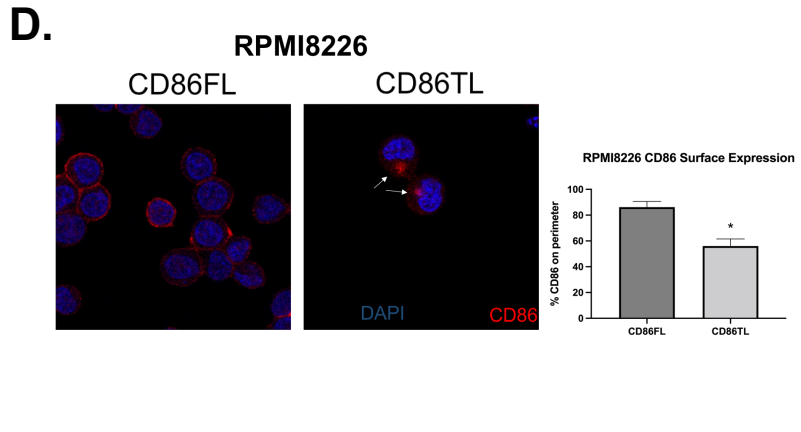 D.
RPMI8226
CD86FL
CD86TL
DAPI
CD86
RPMI8226 CD86 Surface Expression
% CD86 on perimeter
100
80
60
40
20
0
*
CD86FL
CD86TL